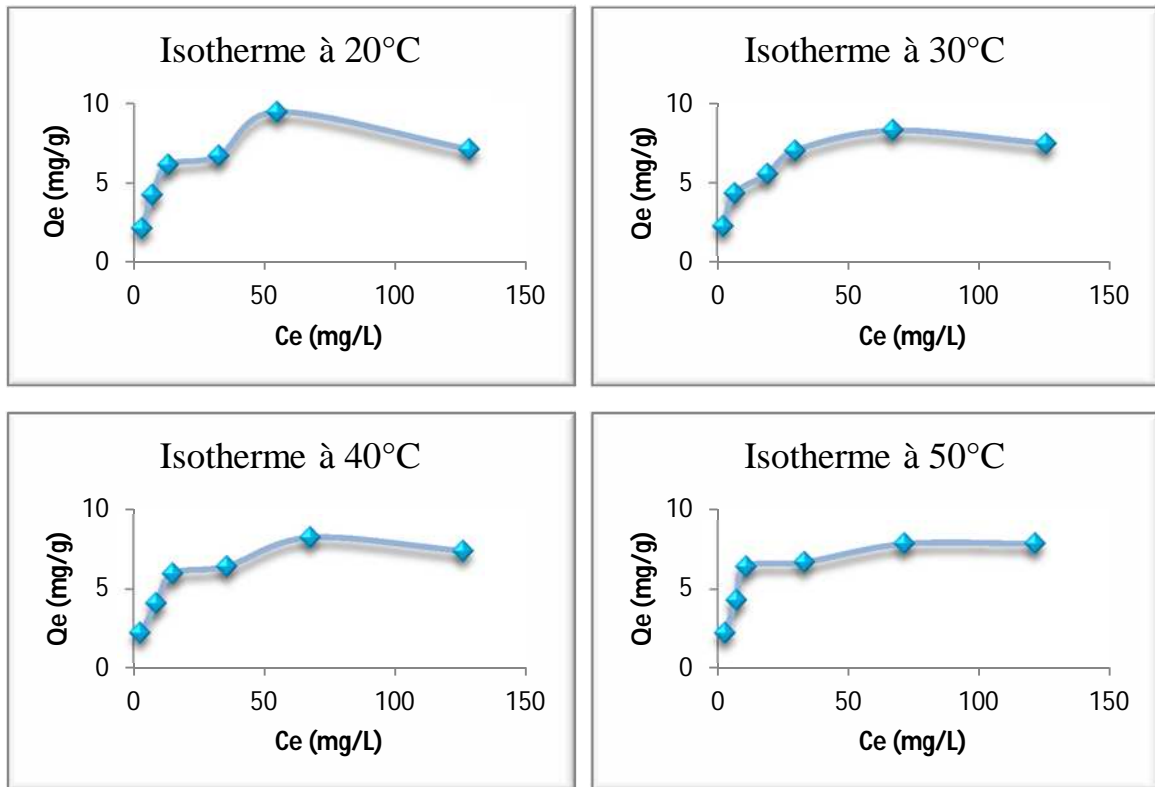 Isotherme à 20°C
Qe (mg/g)
10
5
0
0 50 100 150
Ce (mg/L)
Isotherme à 30°C
Qe (mg/g)
10
5
0
0 50 100 150
Ce (mg/L)
Isotherme à 40°C
Qe (mg/g)
10
5
0
0 50 100 150
Ce (mg/L)
Isotherme à 50°C
Qe (mg/g)
10
5
0
0 50 100 150
Ce (mg/L)